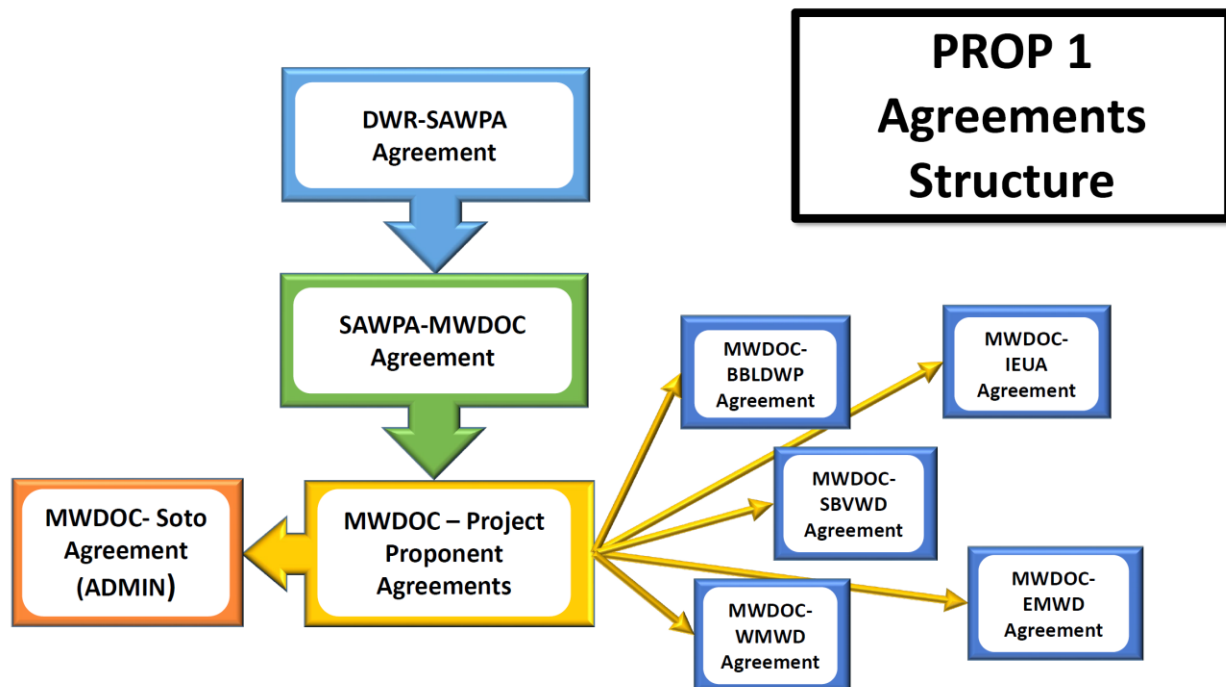 PROP 1
Agreements
Structure
DWR-SAWPA
Agreement
SAWPA-MWDOC
Agreement
MWDOC- Soto
Agreement
(ADMIN)
MWDOC – Project
Proponent
Agreements
MWDOC-
BBLDWP
Agreement
MWDOC-
IEUA
Agreement
MWDOC-
SBVWD
Agreement
MWDOC-
WMWD
Agreement
MWDOC-
EMWD
Agreement